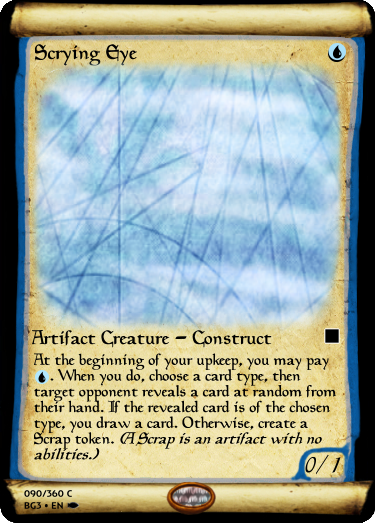 Scrying Eye
Artifact Creature – Construct
At the beginning of your upkeep, you may pay
. When you do, choose a card type, then
target opponent reveals a card at random from
their hand. If the revealed card is of the chosen
type, you draw a card. Otherwise, create a
Scrap token. (A Scrap is an artifact with no
abilities.)
0/1
090/360 C
BG3 • EN